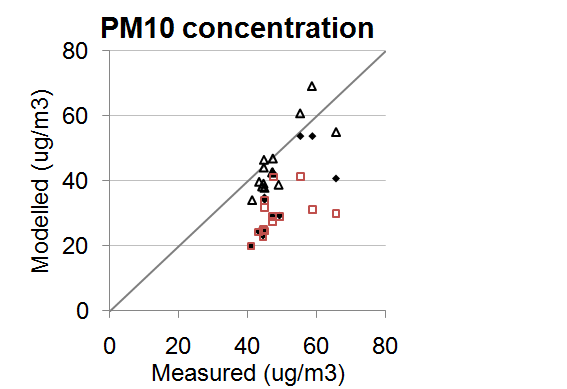 PM10 concentration
80
60
40
20
0
Modelled (ug/m3)
0 20 40 60 80
Measured (ug/m3)